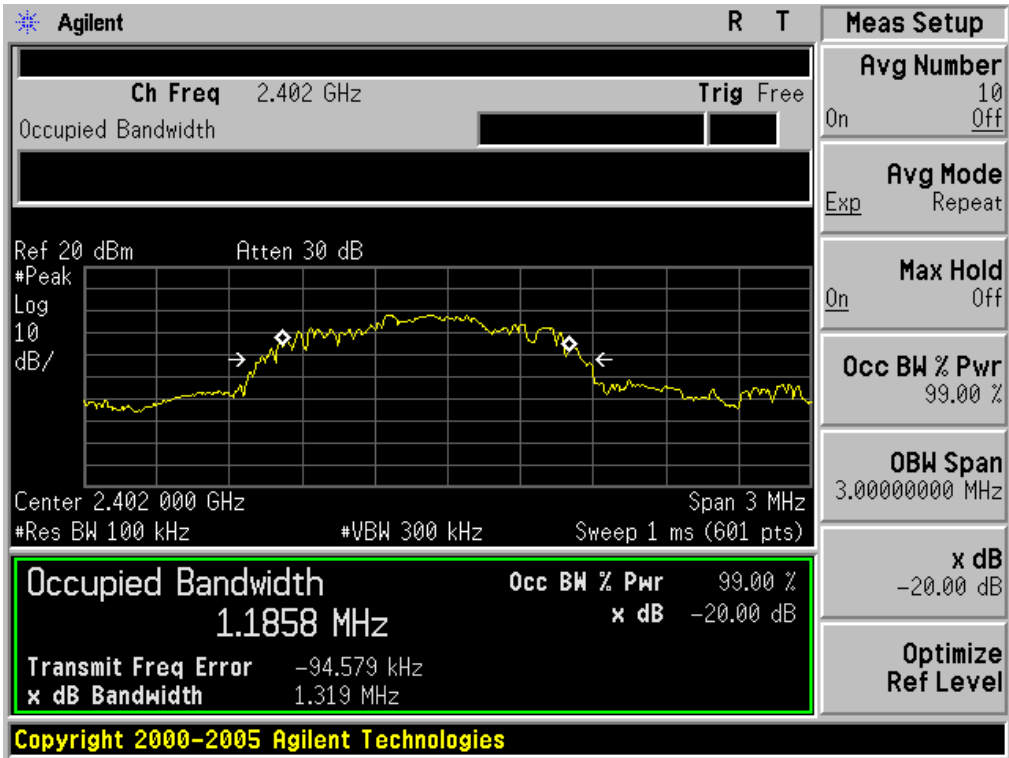 Agilent R T
Ch Freq 2.402 GHz Trig Free
Occupied Bandwidth
Ref 20 dBm Atten 30 dB
#Peak
Log
10
dB/
Center 2.402 000 GHz Span 3 MHz
#Res BW 100 kHz #VBW 300 kHz Sweep 1 ms (601 pts)
Occupied Bandwidth Occ BW % Pwr 99.00 %
1.1858 MHz x dB -20.00 dB
Transmit Freq Error -94.579 kHz
x dB Bandwidth 1.319 MHz
Copyright 2000-2005 Agilent Technologies
Meas Setup
Avg Number
10
On Off
Avg Mode
Exp Repeat
Max Hold
On Off
Occ BW % Pwr
99.00 %
OBW Span
3.00000000 MHz
x dB
-20.00 dB
Optimize
Ref Level